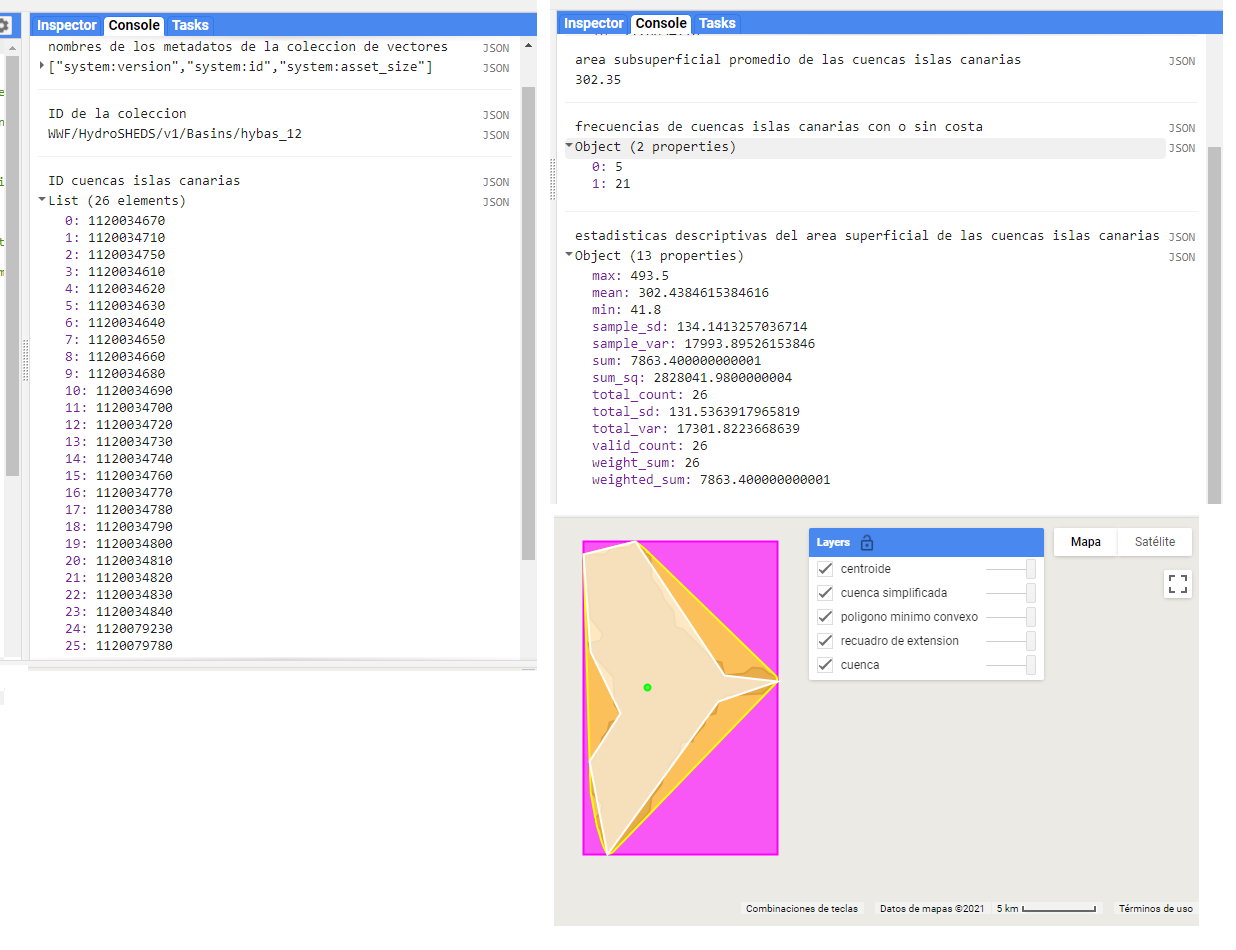 Inspector Console Tasks
nombres de los metadatos de la coleccion de vectores JSON
["system:version","system:id","system:asset_size"] JSON
ID de la coleccion JSON
WWF/HydroSHEDS/v1/Basins/hybas_12 JSON
ID cuencas islas canarias JSON
List (26 elements) JSON
0: 1120034670
1: 1120034710
2: 1120034750
3: 1120034610
4: 1120034620
5: 1120034630
6: 1120034640
7: 1120034650
8: 1120034660
9: 1120034680
10: 1120034690
11: 1120034700
12: 1120034720
13: 1120034730
14: 1120034740
15: 1120034760
16: 1120034770
17: 1120034780
18: 1120034790
19: 1120034800
20: 1120034810
21: 1120034820
22: 1120034830
23: 1120034840
24: 1120079230
25: 1120079780
Inspector Console Tasks
area subsuperficial promedio de las cuencas islas canarias JSON
302.35
frecuencias de cuencas islas canarias con o sin costa JSON
Object (2 properties) JSON
0: 5
1: 21
estadisticas descriptivas del area superficial de las cuencas islas canarias JSON
Object (13 properties) JSON
max: 493.5
mean: 302.4384615384616
min: 41.8
sample_sd: 134.1413257036714
sample_var: 17993.89526153846
sum: 7863.400000000001
sum_sq: 2828041.9800000004
total_count: 26
total_sd: 131.5363917965819
total_var: 17301.8223668639
valid_count: 26
weight_sum: 26
weighted_sum: 7863.400000000001
Layers
centroide
cuenca simplificada
poligono minimo convexo
recuadro de extension
cuenca
Mapa Satélite
Combinaciones de teclas Datos de mapas ©2021 5 km Términos de uso